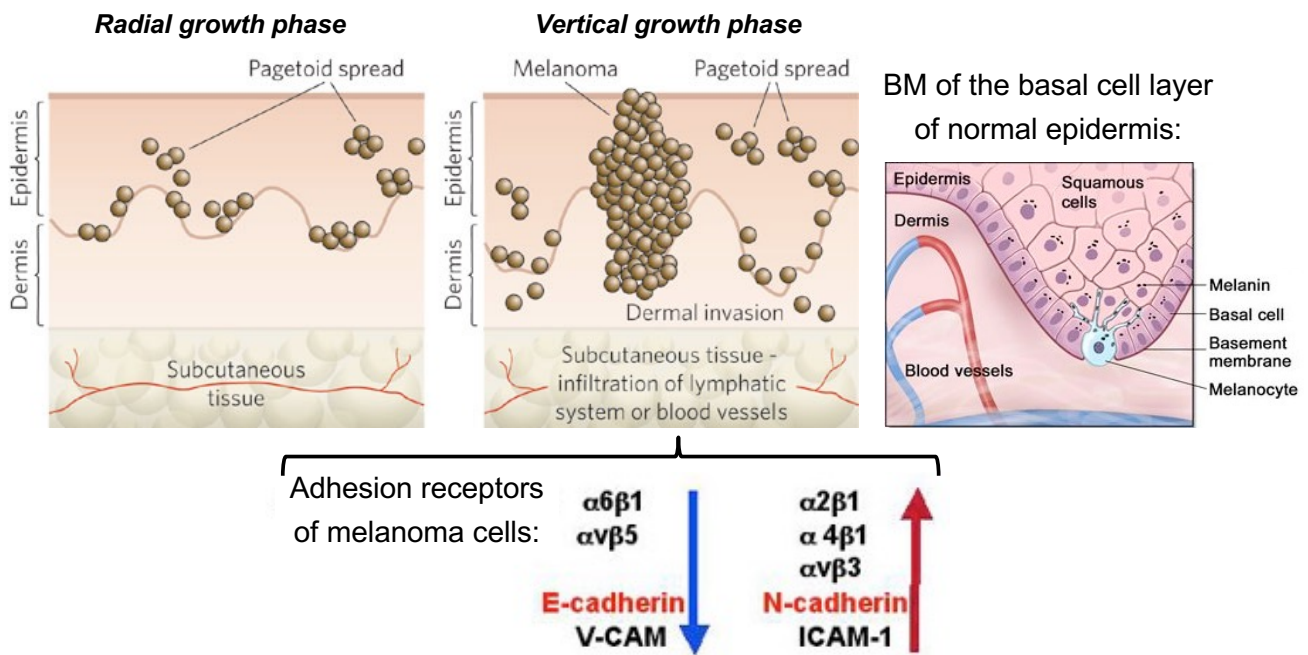 Radial growth phase
Pagetoid spread
Epidermis
Dermis
Subcutaneous
tissue
Vertical growth phase
Melanoma
Pagetoid spread
Epidermis
Dermis
Dermal invasion
Subcutaneous tissue -
infiltration of lymphatic
system or blood vessels
BM of the basal cell layer
of normal epidermis:
Epidermis
Squamous
cells
Dermis
Blood vessels
Melanin
Basal cell
Basement
membrane
Melanocyte
Adhesion receptors
of melanoma cells:
α6β1
αvβ5
E-cadherin
V-CAM
α2β1
α 4β1
αvβ3
N-cadherin
ICAM-1